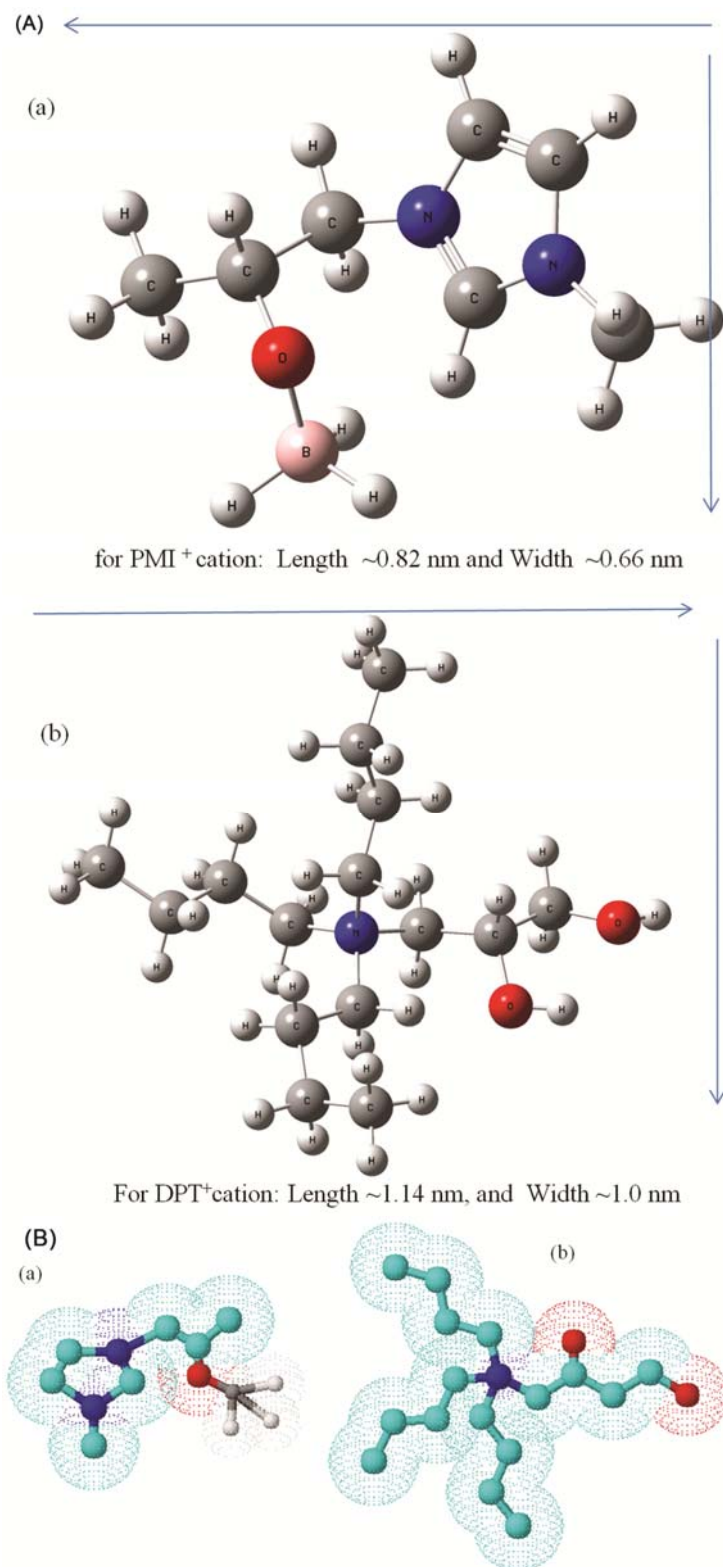 (A)
(a)
H
C H
H C
H H C N
C C H N
C H
H H O H
H H
H B
H H
for PMI + cation: Length ~0.82 nm and Width ~0.66 nm
(b)
H
H C H
H C H
H C H
H H
H C H C H C H H
H H H H
H C C N C C C H O H
H H H H
C H O H
H C H
H
H C C H
H H
For DPT+cation: Length ~1.14 nm, and Width ~1.0 nm
(B)
(a) (b)